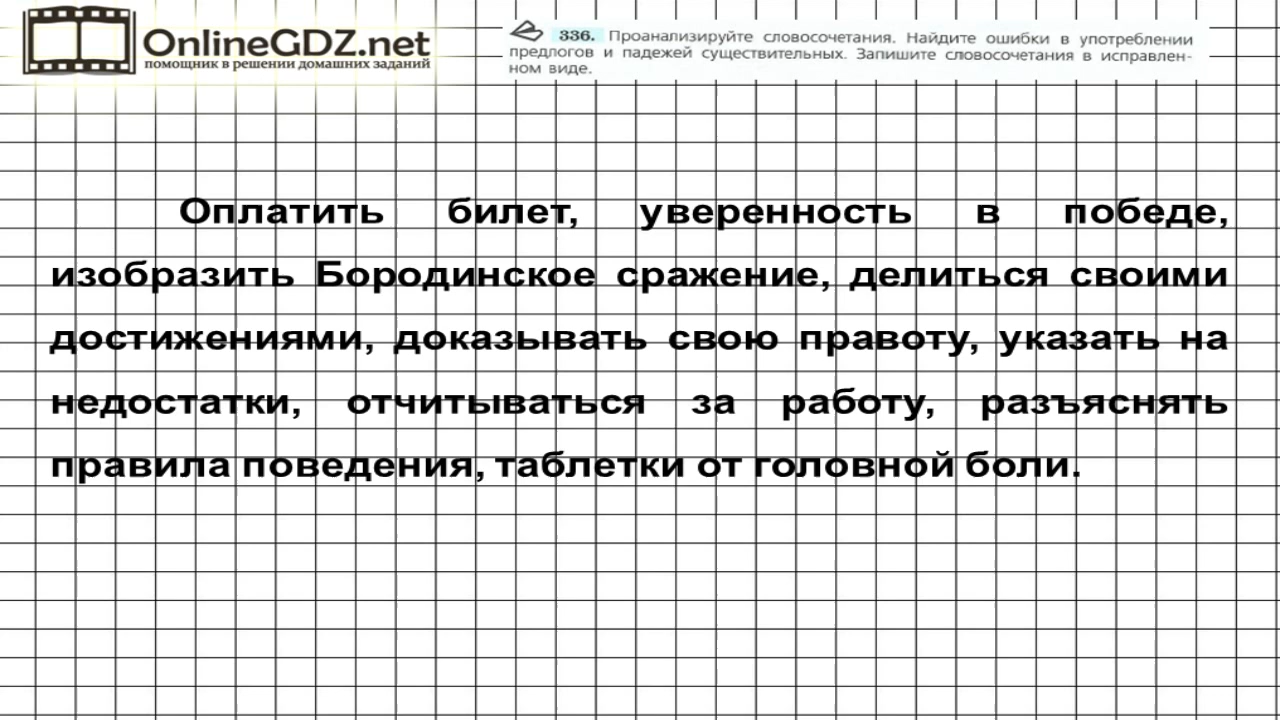 OnlineGDZ.net
помощник в решении домашних заданий
336. Проанализируйте словосочетания. Найдите ошибки в употреблении
предлогов и падежей существительных. Запишите словосочетания в исправлен-
ном виде.
Оплатить билет, уверенность в победе,
изобразить Бородинское сражение, делиться своими
достижениями, доказывать свою правоту, указать на
недостатки, отчитываться за работу, разъяснять
правила поведения, таблетки от головной боли.